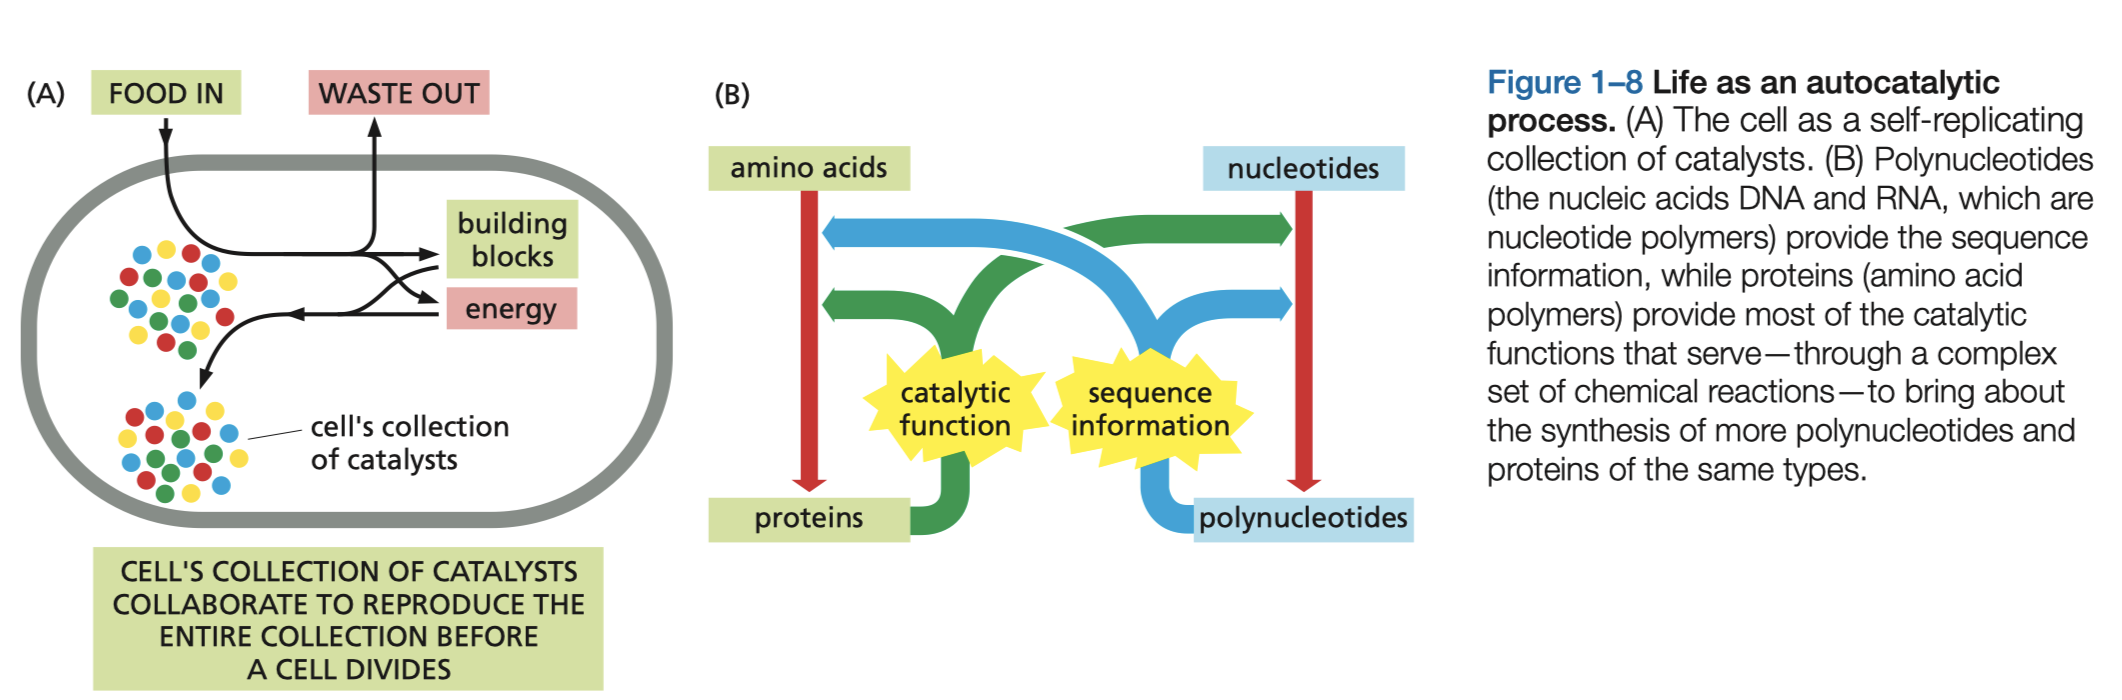 (A)
FOOD IN
WASTE OUT
building
blocks
energy
cell's collection
of catalysts
CELL'S COLLECTION OF CATALYSTS
COLLABORATE TO REPRODUCE THE
ENTIRE COLLECTION BEFORE
A CELL DIVIDES
(B)
amino acids
nucleotides
catalytic
function
sequence
information
proteins
polynucleotides
Figure 1–8 Life as an autocatalytic
process. (A) The cell as a self-replicating
collection of catalysts. (B) Polynucleotides
(the nucleic acids DNA and RNA, which are
nucleotide polymers) provide the sequence
information, while proteins (amino acid
polymers) provide most of the catalytic
functions that serve—through a complex
set of chemical reactions—to bring about
the synthesis of more polynucleotides and
proteins of the same types.